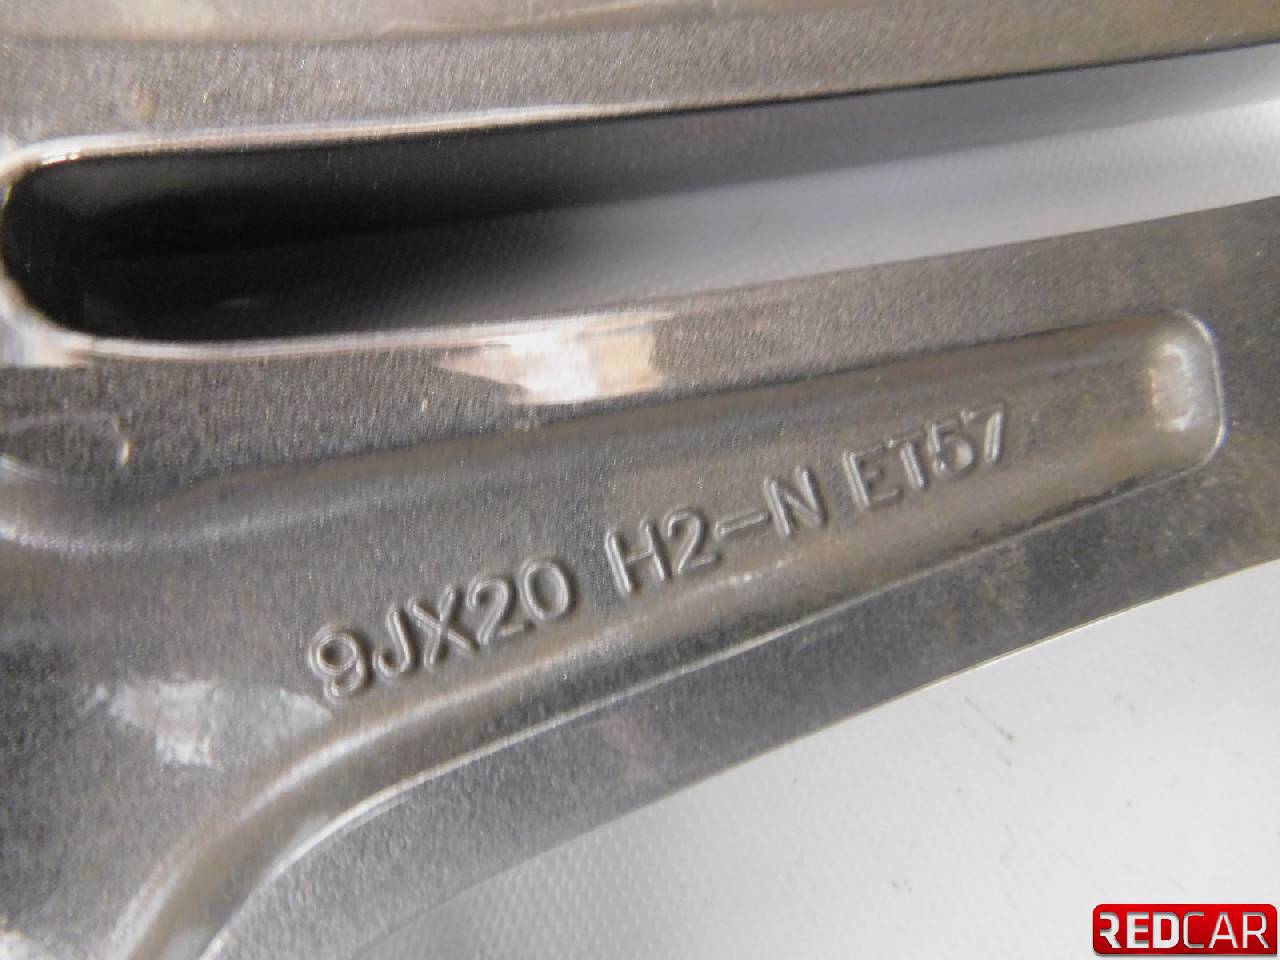 9JX20 H2-N ET57
REDCAR